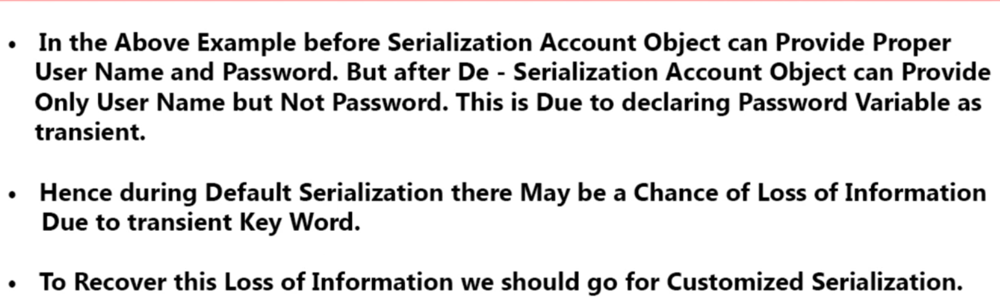 • In the Above Example before Serialization Account Object can Provide Proper
User Name and Password. But after De - Serialization Account Object can Provide
Only User Name but Not Password. This is Due to declaring Password Variable as
transient.
• Hence during Default Serialization there May be a Chance of Loss of Information
Due to transient Key Word.
• To Recover this Loss of Information we should go for Customized Serialization.